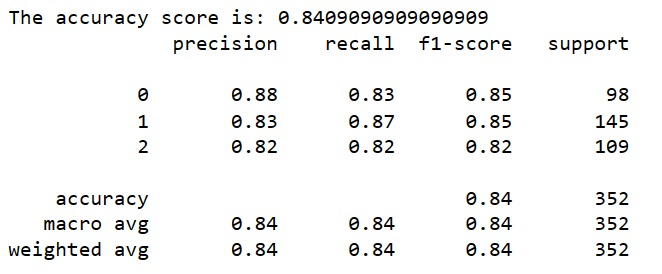 The accuracy score is: 0.8409090909090909
precision recall f1-score support
0 0.88 0.83 0.85 98
1 0.83 0.87 0.85 145
2 0.82 0.82 0.82 109
accuracy 0.84 352
macro avg 0.84 0.84 0.84 352
weighted avg 0.84 0.84 0.84 352